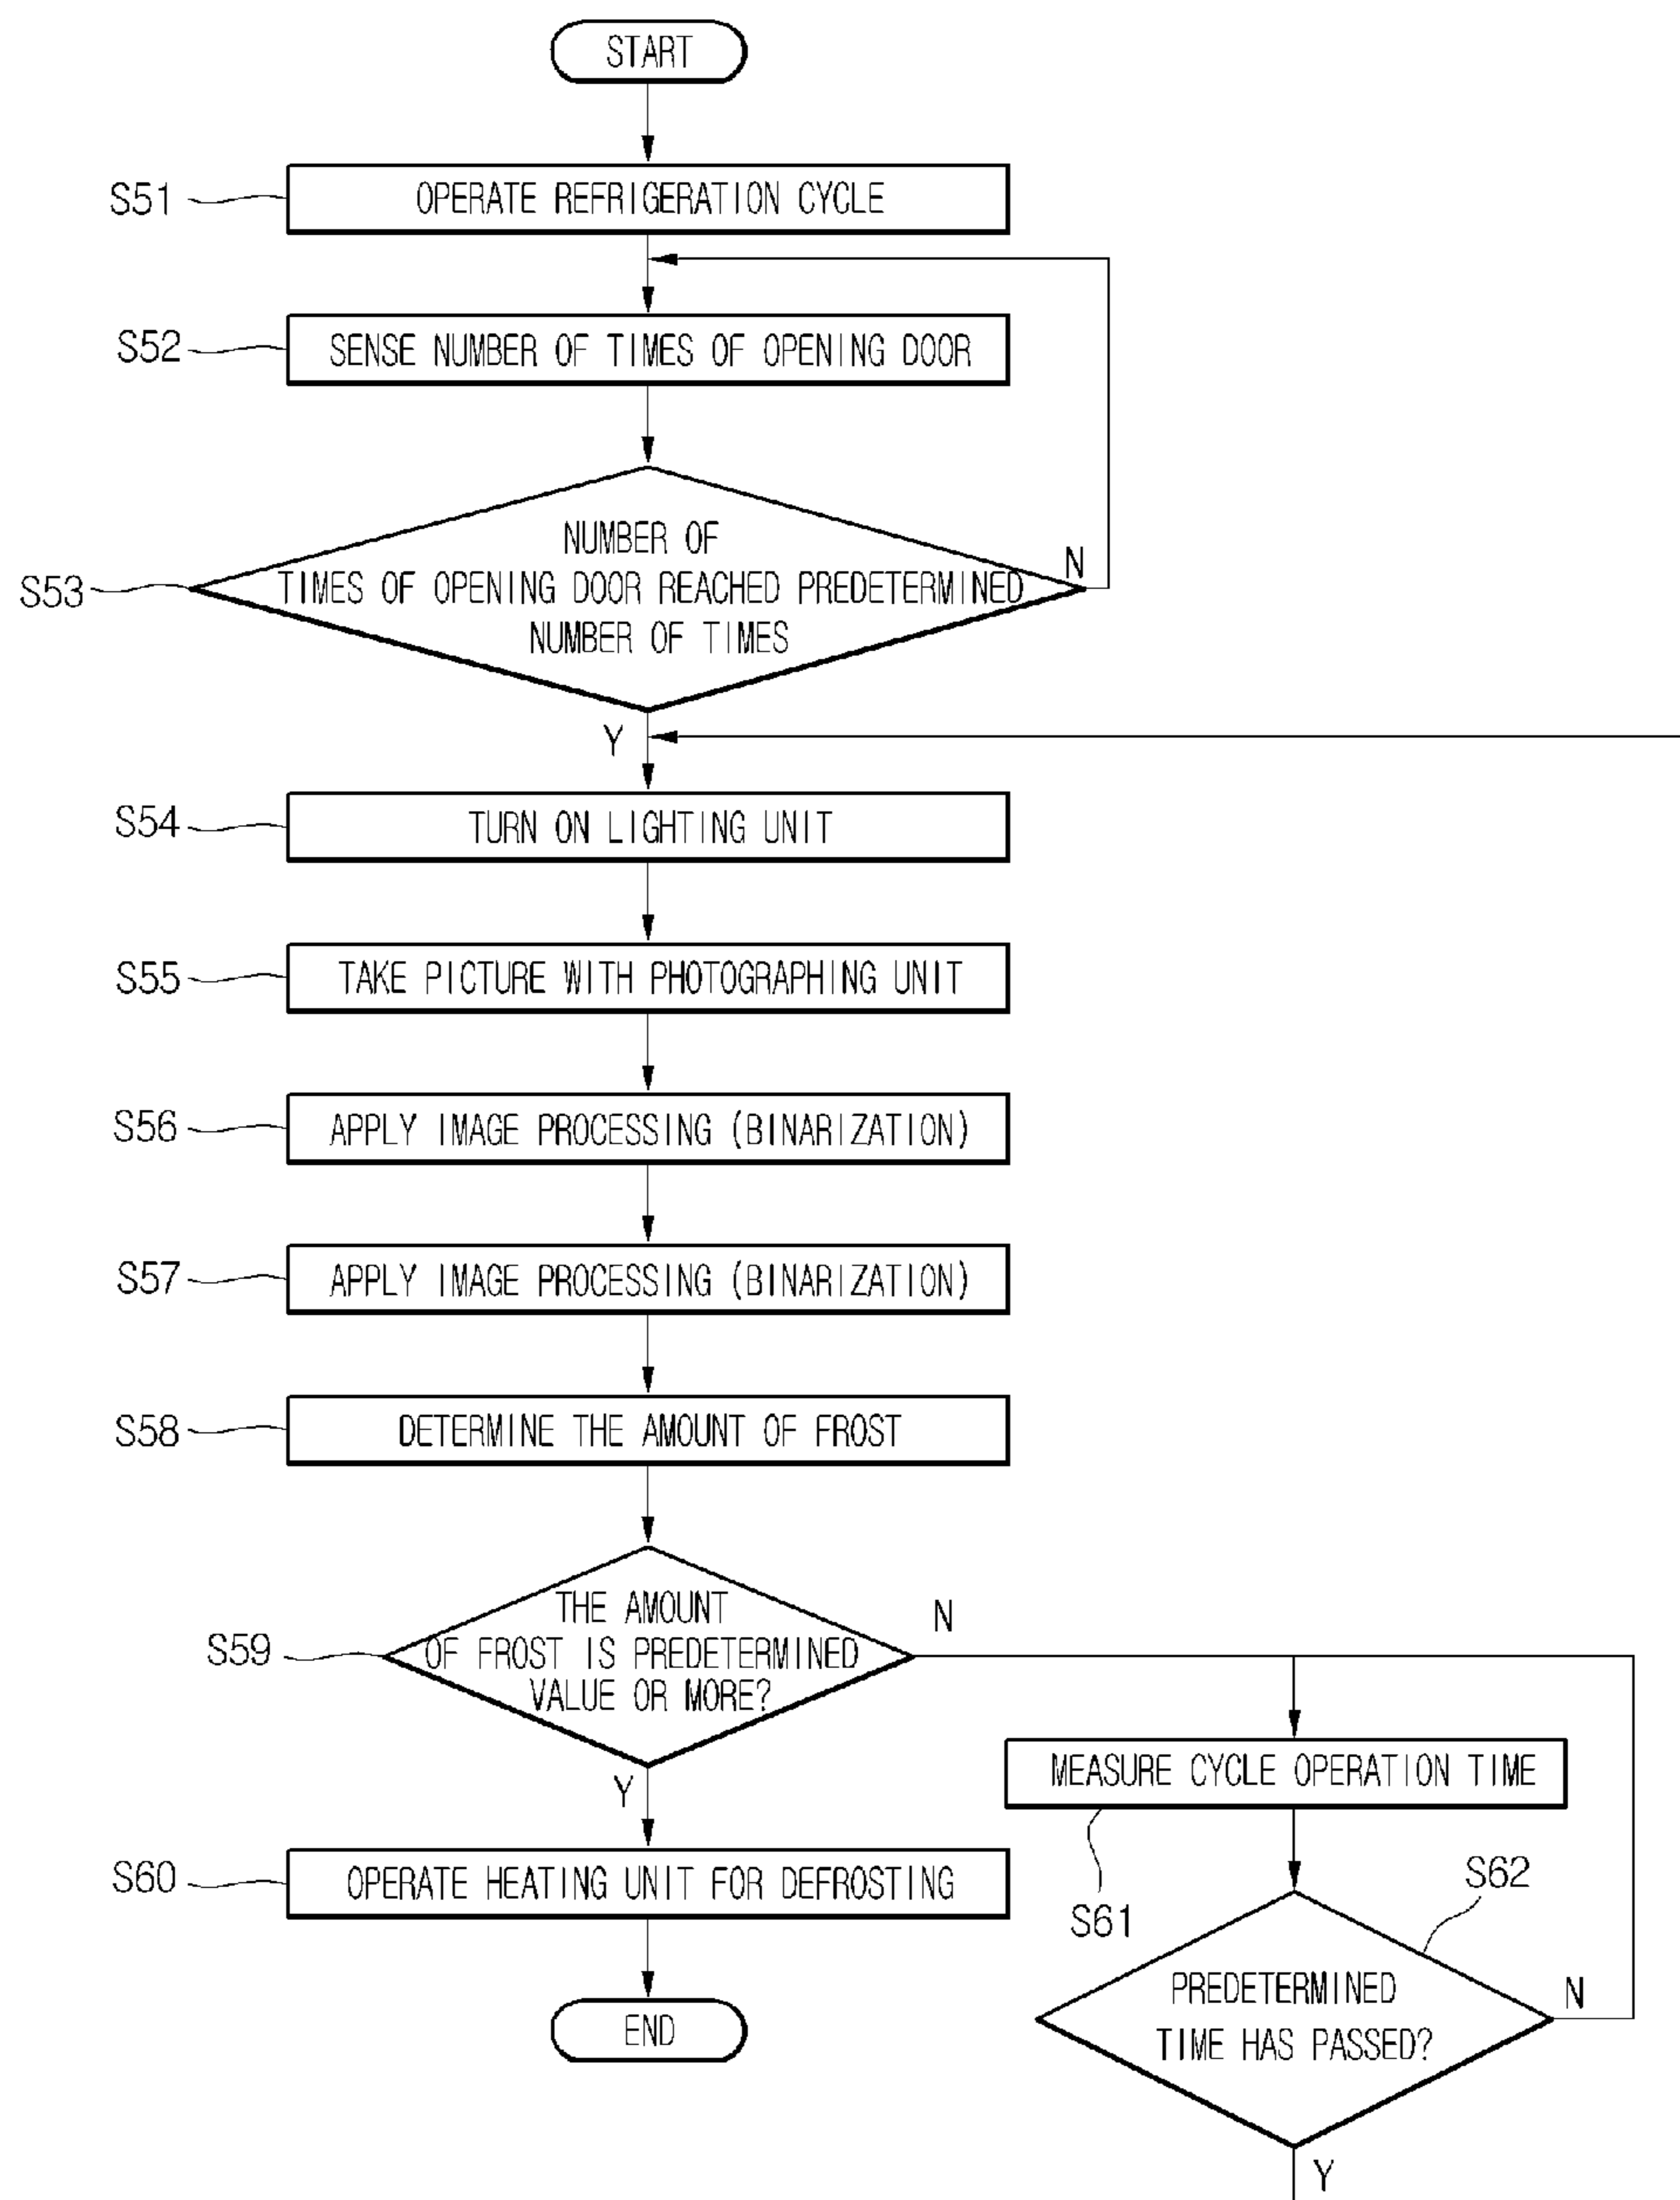 START
S51
OPERATE REFRIGERATION CYCLE
S52
SENSE NUMBER OF TIMES OF OPENING DOOR
S53
NUMBER OF
TIMES OF OPENING DOOR REACHED PREDETERMINED
NUMBER OF TIMES
N
Y
S54
TURN ON LIGHTING UNIT
S55
TAKE PICTURE WITH PHOTOGRAPHING UNIT
S56
APPLY IMAGE PROCESSING (BINARIZATION)
S57
APPLY IMAGE PROCESSING (BINARIZATION)
S58
DETERMINE THE AMOUNT OF FROST
S59
THE AMOUNT
OF FROST IS PREDETERMINED
VALUE OR MORE?
N
Y
S60
OPERATE HEATING UNIT FOR DEFROSTING
END
MEASURE CYCLE OPERATION TIME
S61
S62
PREDETERMINED
TIME HAS PASSED?
N
Y